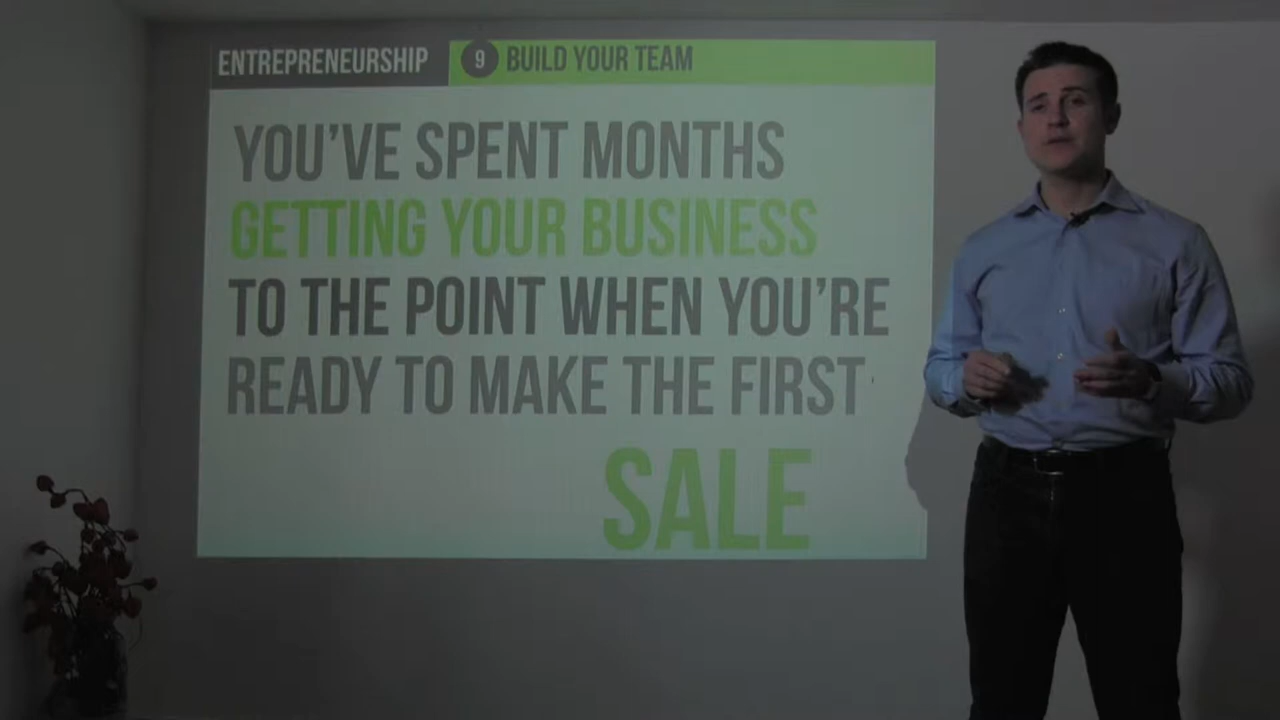 ENTREPRENEURSHIP 9 BUILD YOUR TEAM
YOU'VE SPENT MONTHS
GETTING YOUR BUSINESS
TO THE POINT WHEN YOU'RE
READY TO MAKE THE FIRST
SALE